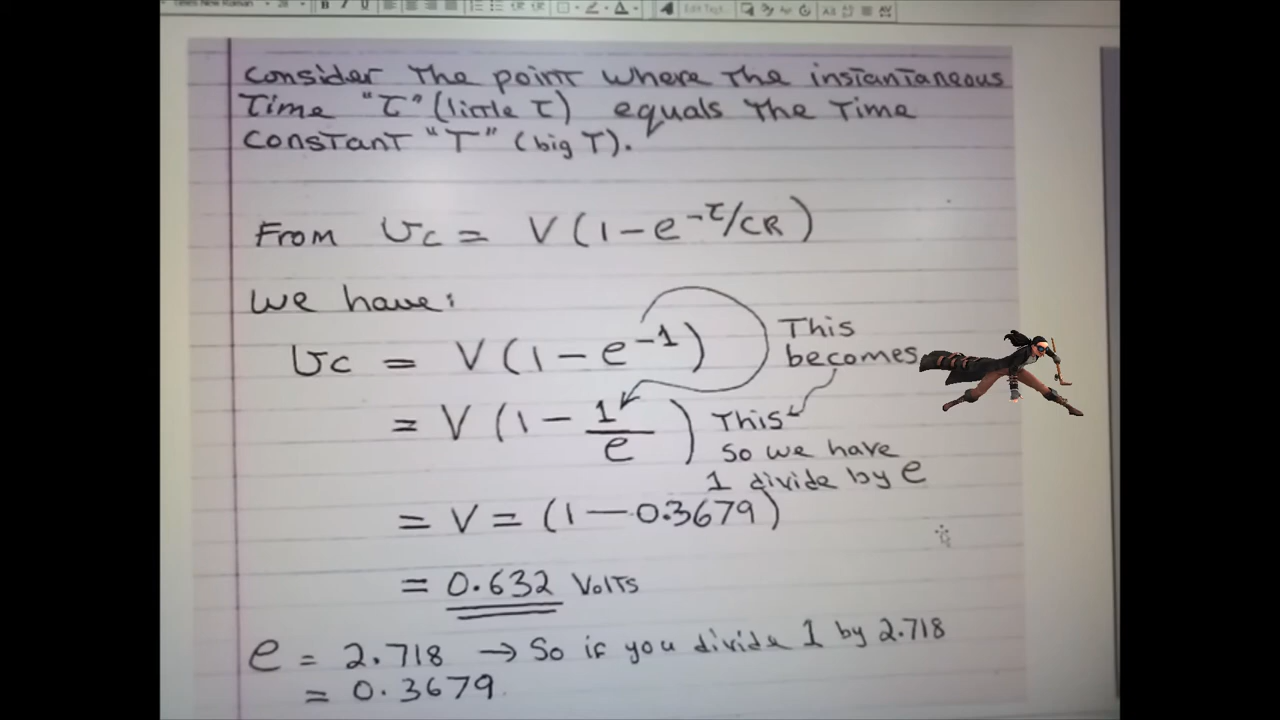 Consider the point where the instantaneous
time "t" (little t) equals the time
constant "T" (big T).
From Vc = V(1-e-t/CR)
we have:
Vc = V(1-e-1)
This
becomes
= V(1-1/e) This
So we have
1 divide by e
= V = (1-0.3679)
= 0.632 Volts
e = 2.718 → So if you divide 1 by 2.718
= 0.3679